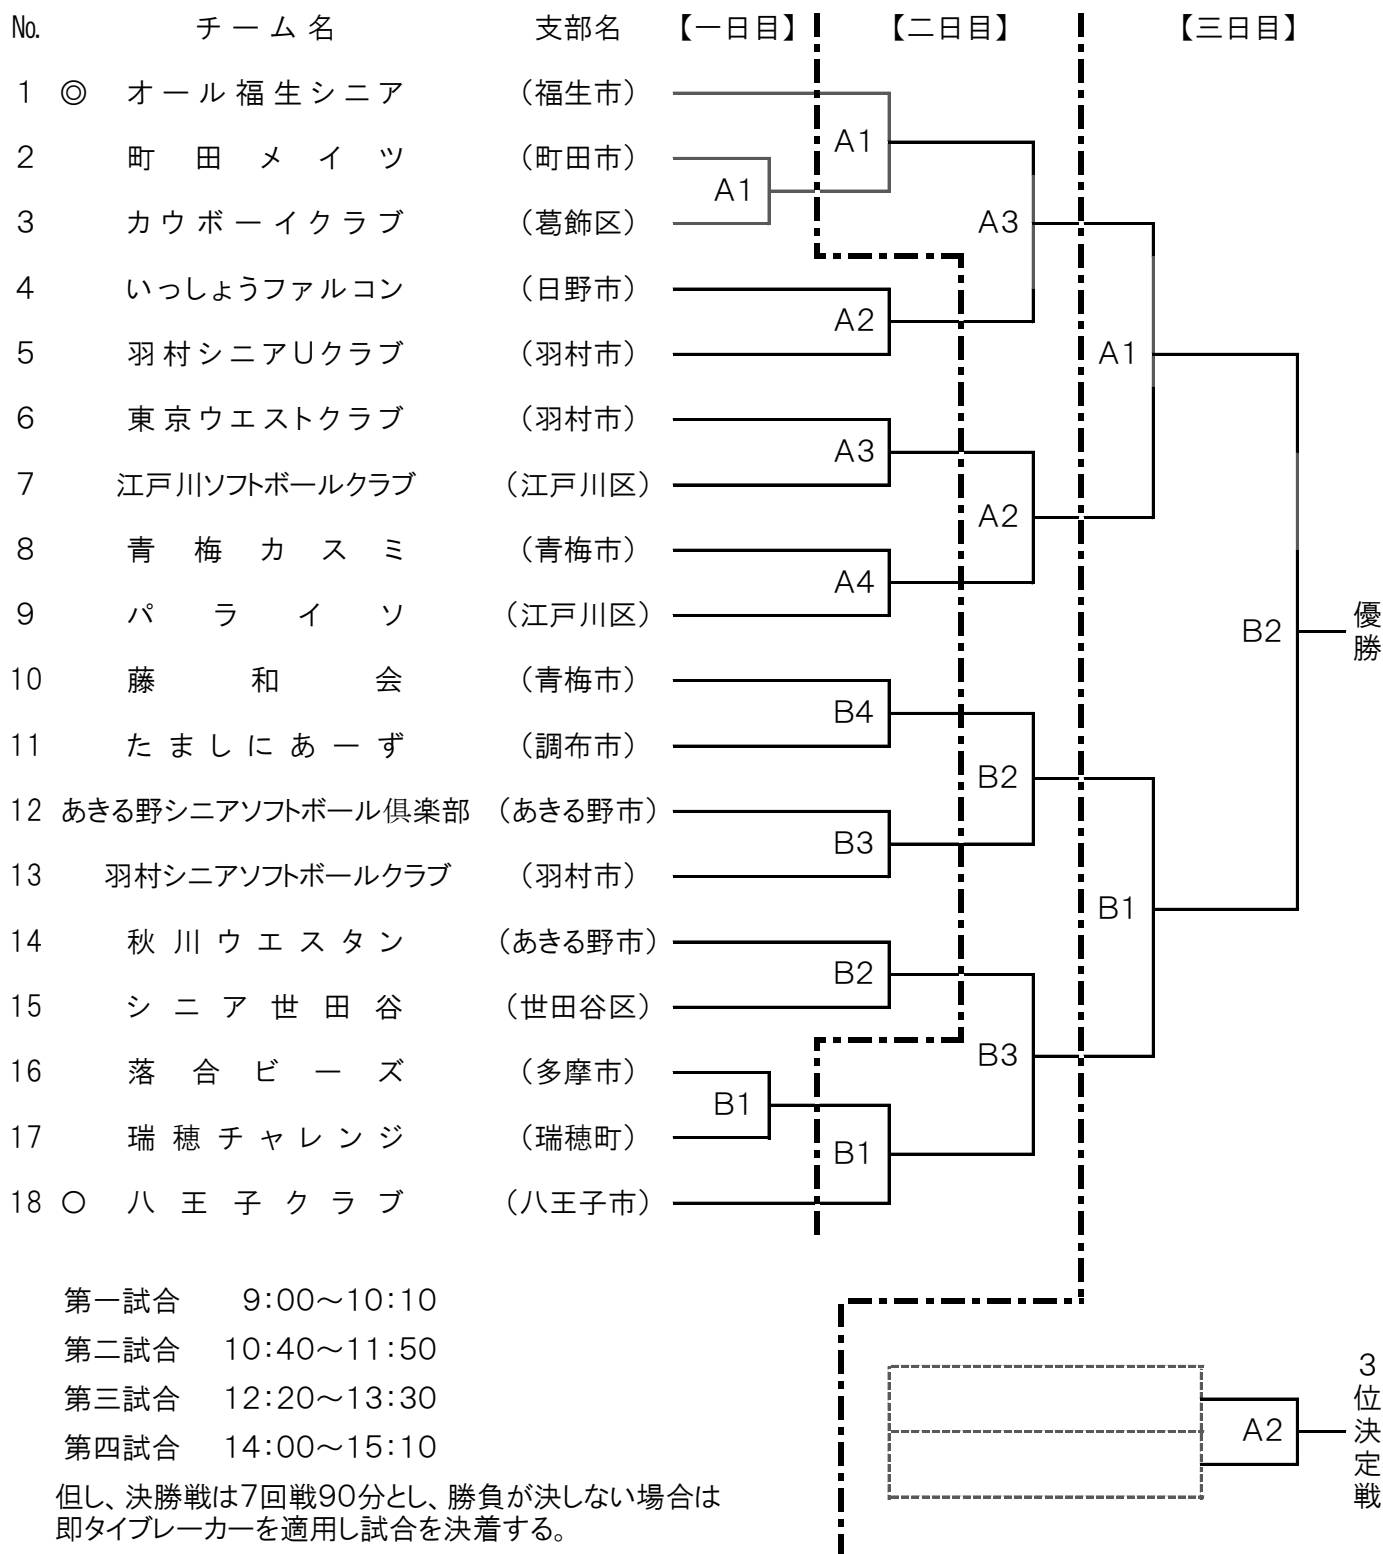 № チーム名 支部名 【一日目】 【二日目】 【三日目】
1 ◎ オール福生シニア （福生市）
A1
2 町田メイツ （町田市）
A1
3 カウボーイクラブ （葛飾区）
A3
4 いっしょうファルコン （日野市）
A2
5 羽村シニアUクラブ （羽村市）
A1
6 東京ウエストクラブ （羽村市）
A3
7 江戸川ソフトボールクラブ （江戸川区）
A2
8 青梅カスミ （青梅市）
A4
9 パライソ （江戸川区）
B2 優勝
10 藤和会 （青梅市）
B4
11 たましにあーず （調布市）
B2
12 あきる野シニアソフトボール倶楽部 （あきる野市）
B3
13 羽村シニアソフトボールクラブ （羽村市）
B1
14 秋川ウエスタン （あきる野市）
B2
15 シニア世田谷 （世田谷区）
B3
16 落合ビーズ （多摩市）
B1
17 瑞穂チャレンジ （瑞穂町）
B1
18 ○ 八王子クラブ （八王子市）
第一試合 9：00～10：10
第二試合 10：40～11：50
第三試合 12：20～13：30
第四試合 14：00～15：10
A2 3位決定戦
但し、決勝戦は7回戦90分とし、勝負が決しない場合は
即タイブレーカーを適用し試合を決着する。